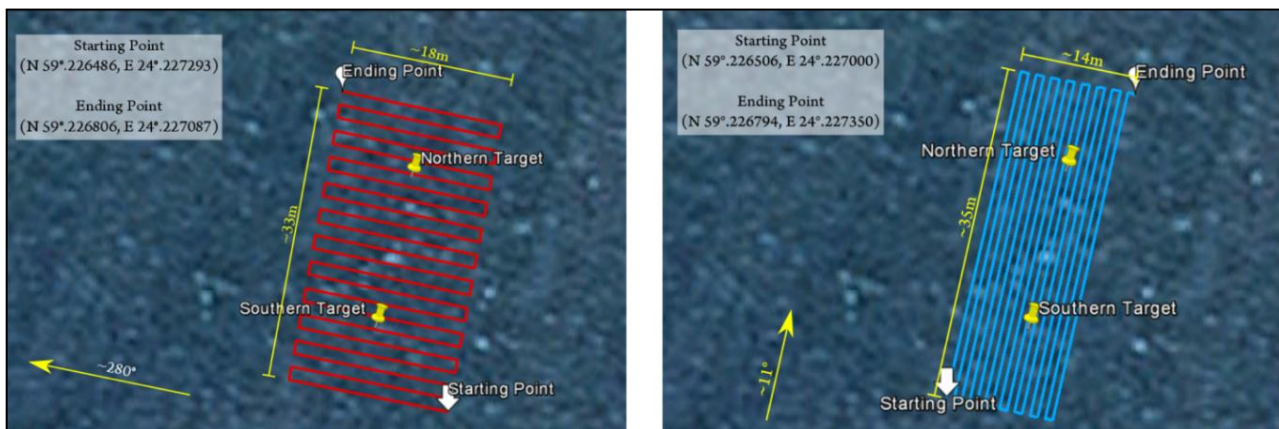 Starting Point
(N 59°.226486, E 24°.227293)
Ending Point
(N 59°.226806, E 24°.227087)
~18m
Ending Point
Northern Target
~33m
Southern Target
~280°
Starting Point
Starting Point
(N 59°.226506, E 24°.227000)
Ending Point
(N 59°.226794, E 24°.227350)
~14m
Ending Point
Northern Target
~35m
Southern Target
~11°
Starting Point